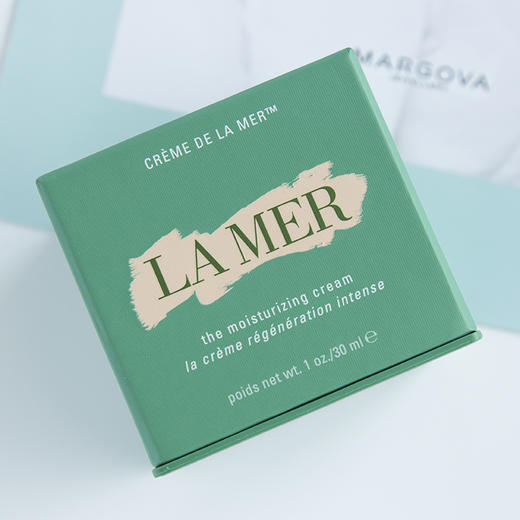 MARGOVA
CRÈME DE LA MER™
LA MER
the moisturizing cream
la crème régénération intense
poids net wt. 1 oz./30 ml ℮